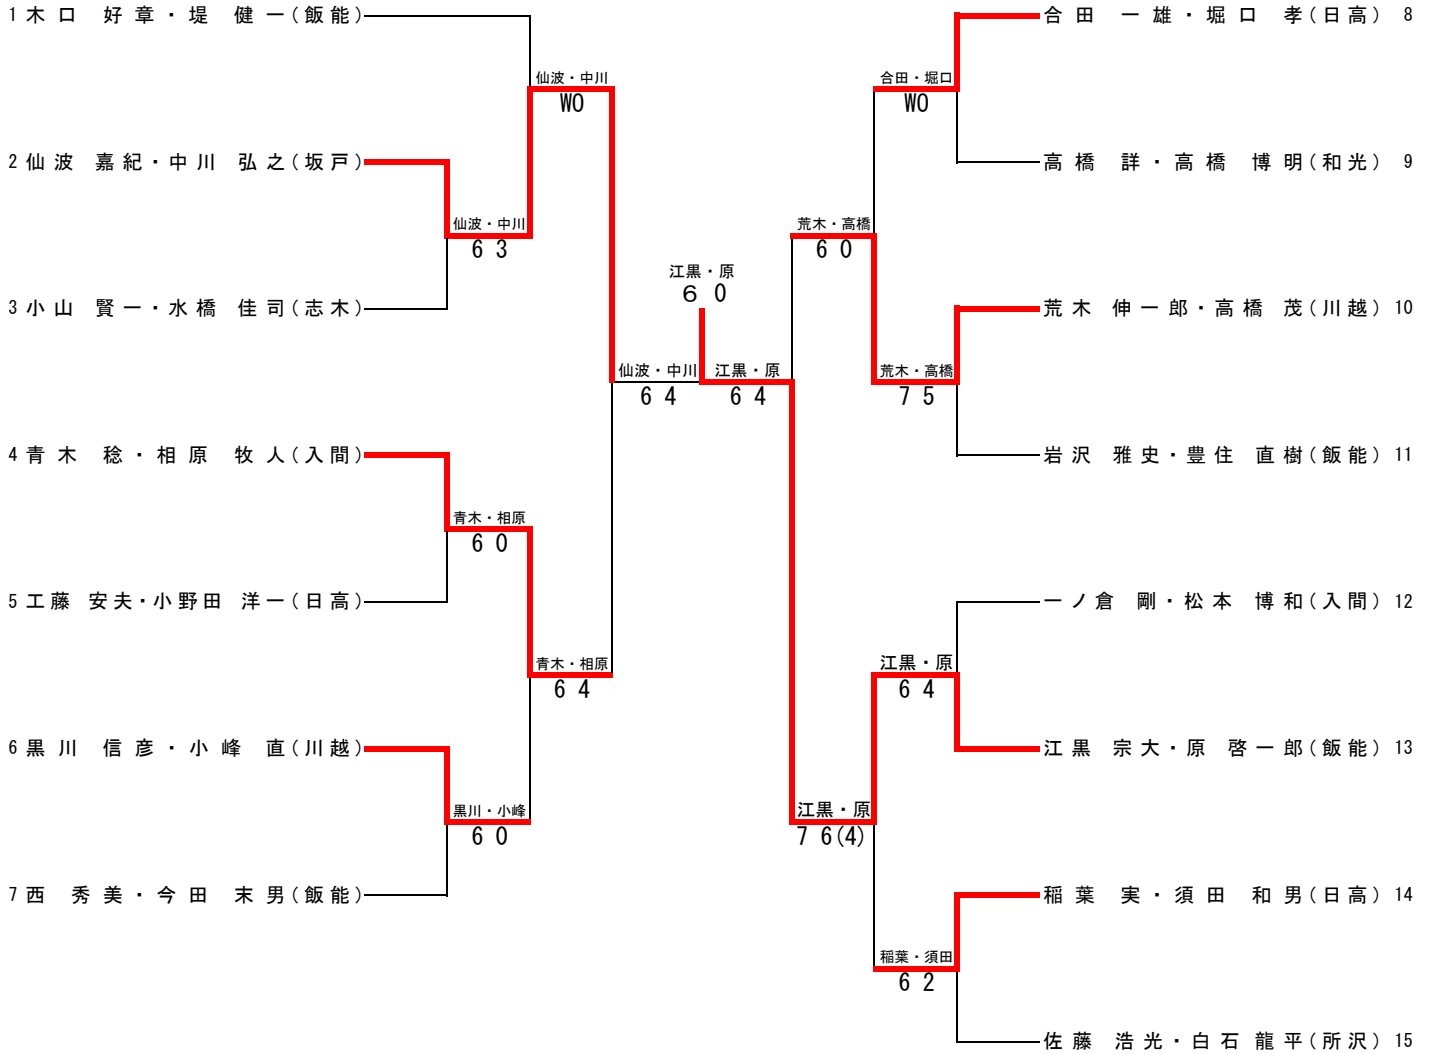 1 木口 好章・堤 健一(飯能)
仙波・中川
WO
2 仙波 嘉紀・中川 弘之(坂戸)
仙波・中川
6 3
3 小山 賢一・水橋 佳司(志木)
仙波・中川
6 4
4 青木 稔・相原 牧人(入間)
青木・相原
6 0
5 工藤 安夫・小野田 洋一(日高)
青木・相原
6 4
6 黒川 信彦・小峰 直(川越)
黒川・小峰
6 0
7 西 秀美・今田 末男(飯能)
江黒・原
6 0
江黒・原
6 4
合田 一雄・堀口 孝(日高) 8
合田・堀口
WO
高橋 詳・高橋 博明(和光) 9
荒木・高橋
6 0
荒木 伸一郎・高橋 茂(川越) 10
荒木・高橋
7 5
岩沢 雅史・豊住 直樹(飯能) 11
一ノ倉 剛・松本 博和(入間) 12
江黒・原
6 4
江黒 宗大・原 啓一郎(飯能) 13
江黒・原
7 6(4)
稲葉 実・須田 和男(日高) 14
稲葉・須田
6 2
佐藤 浩光・白石 龍平(所沢) 15